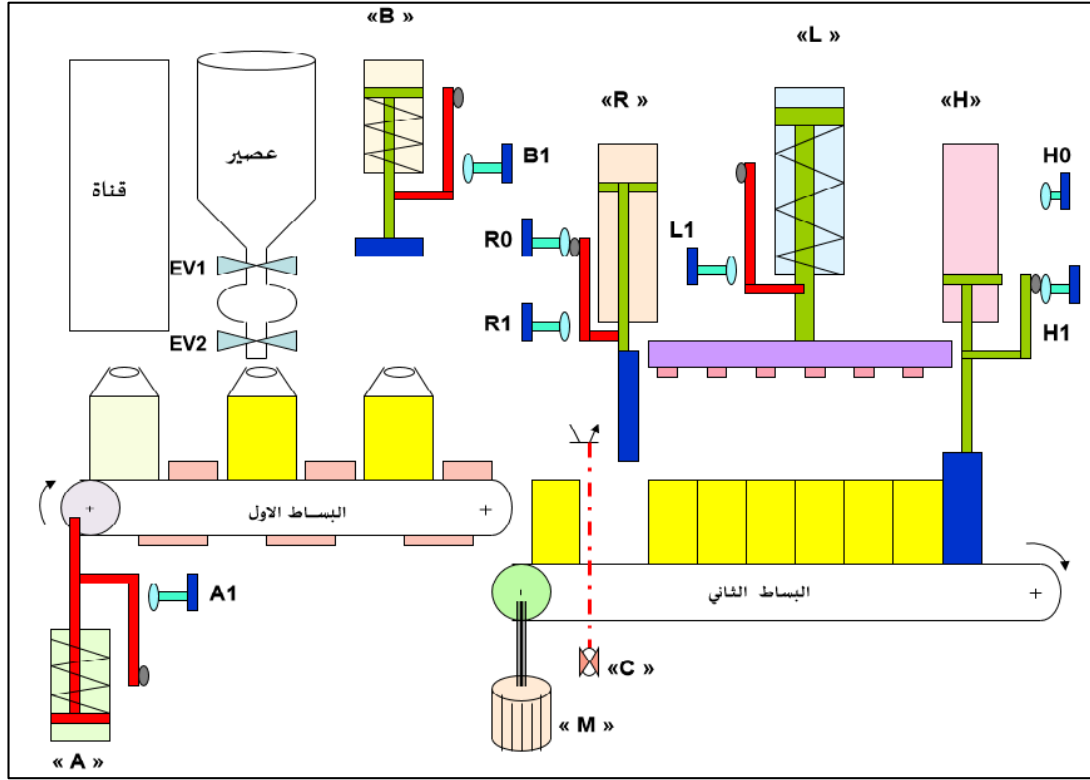 «B »
«L »
«R »
«H»
عصير
قناة
B1
H0
R0
L1
EV1
R1
H1
EV2
البساط الاول
A1
البساط الثاني
«C »
« M »
« A »